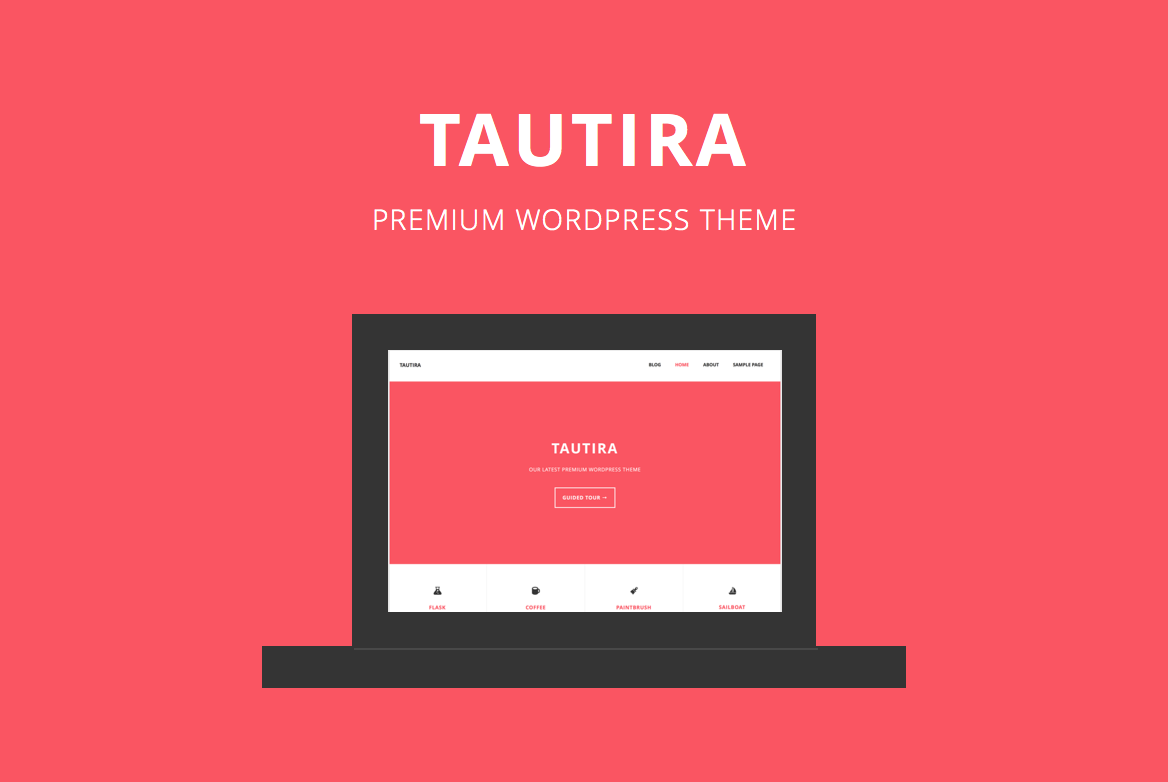 TAUTIRA
PREMIUM WORDPRESS THEME
TAUTIRA BLOG HOME ABOUT SAMPLE PAGE
TAUTIRA
OUR LATEST PREMIUM WORDPRESS THEME
GUIDED TOUR →
FLASK COFFEE PAINTBRUSH SAILBOAT